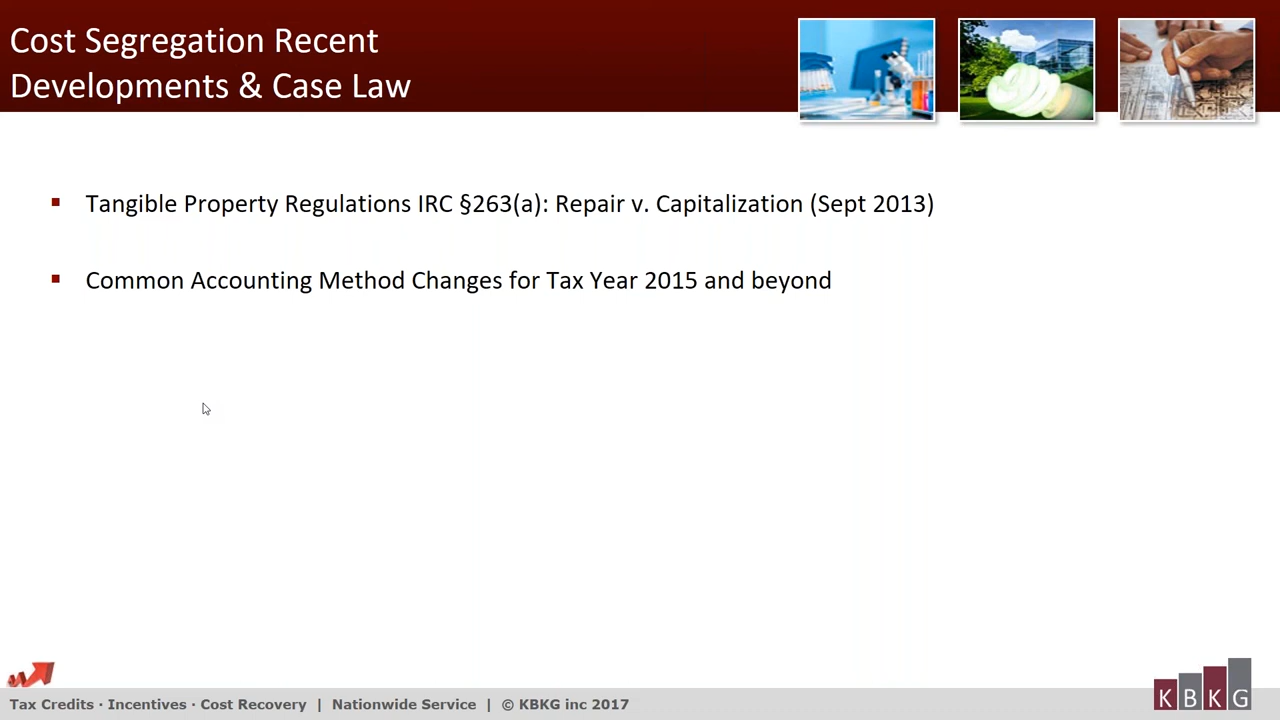 Cost Segregation Recent
Developments & Case Law
▪ Tangible Property Regulations IRC §263(a): Repair v. Capitalization (Sept 2013)
▪ Common Accounting Method Changes for Tax Year 2015 and beyond
Tax Credits · Incentives · Cost Recovery | Nationwide Service | © KBKG inc 2017
KBKG